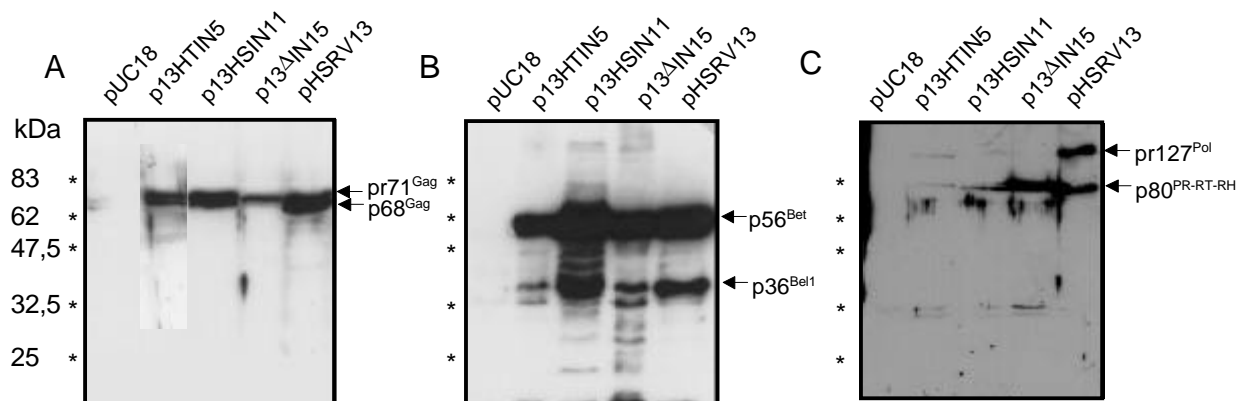 A
pUC18
p13HTIN5
p13HSIN11
p13ΔIN15
pHSRV13
kDa
83 *
62 *
47,5 *
32,5 *
25 *
pr71Gag
p68Gag
B
pUC18
p13HTIN5
p13HSIN11
p13ΔIN15
pHSRV13
*
*
*
*
*
p56Bet
p36Bel1
C
pUC18
p13HTIN5
p13HSIN11
p13ΔIN15
pHSRV13
*
*
*
*
*
pr127Pol
p80PR-RT-RH